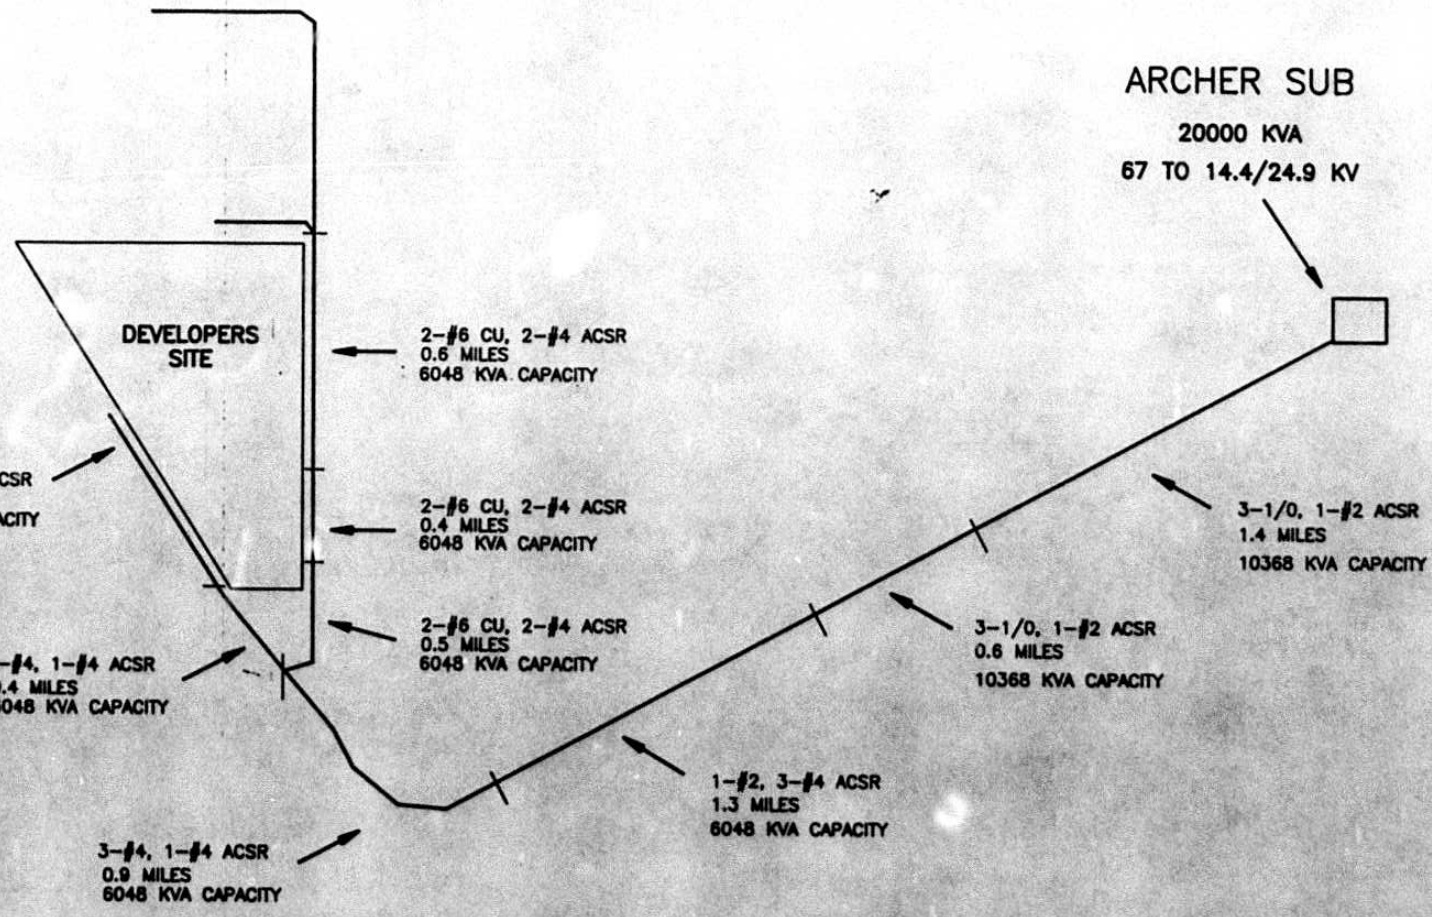 ARCHER SUB
20000 KVA
67 TO 14.4/24.9 KV
DEVELOPERS
SITE
2-#6 CU, 2-#4 ACSR
0.6 MILES
6048 KVA CAPACITY
2-#6 CU, 2-#4 ACSR
0.4 MILES
6048 KVA CAPACITY
3-1/0, 1-#2 ACSR
1.4 MILES
10368 KVA CAPACITY
2-#6 CU, 2-#4 ACSR
0.5 MILES
6048 KVA CAPACITY
3-1/0, 1-#2 ACSR
0.6 MILES
10368 KVA CAPACITY
-#4, 1-#4 ACSR
.4 MILES
6048 KVA CAPACITY
1-#2, 3-#4 ACSR
1.3 MILES
6048 KVA CAPACITY
3-#4, 1-#4 ACSR
0.9 MILES
6048 KVA CAPACITY